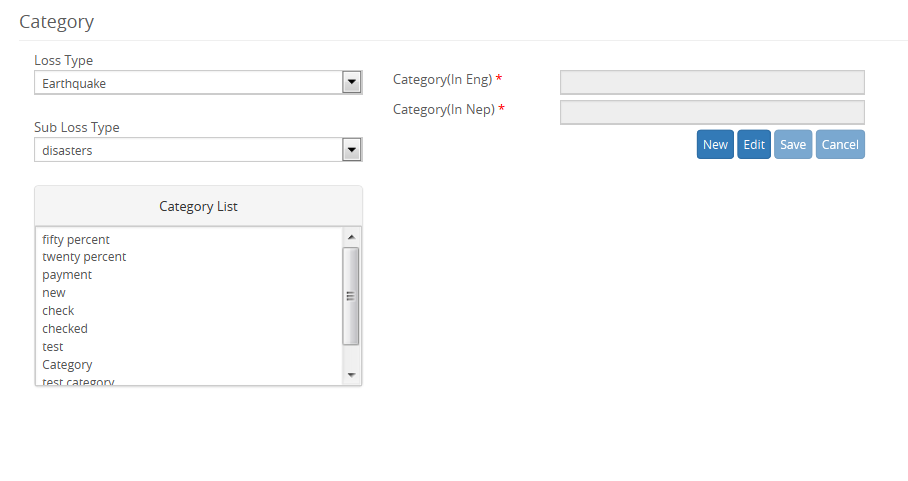 Category
Loss Type
Earthquake
Sub Loss Type
disasters
Category List
fifty percent
twenty percent
payment
new
check
checked
test
Category
test category
Category(In Eng) *
Category(In Nep) *
New Edit Save Cancel